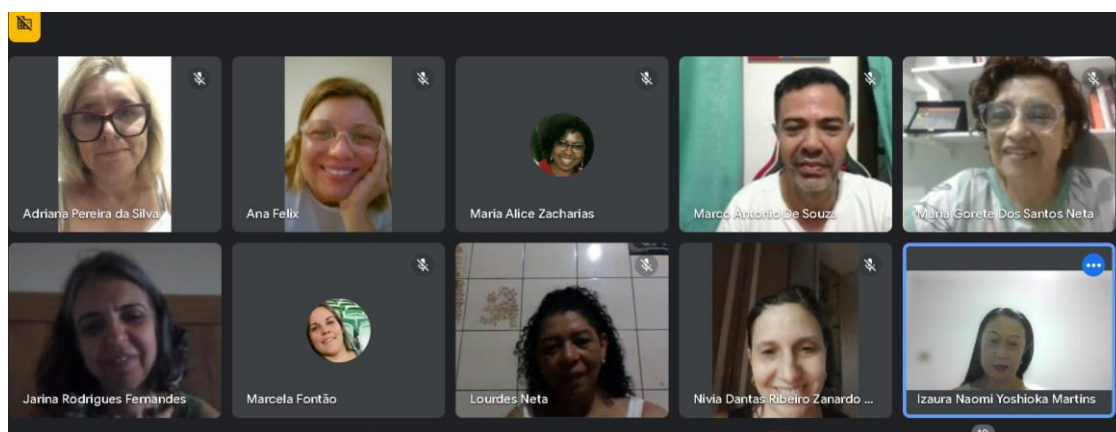 Adriana Pereira da Silva
Ana Felix
Maria Alice Zacharias
Marco Antonio De Souza
Maria Gorete Dos Santos Neta
Jarina Rodrigues Fernandes
Marcela Fontão
Lourdes Neta
Nivia Dantas Ribeiro Zanardo ...
Izaura Naomi Yoshioka Martins